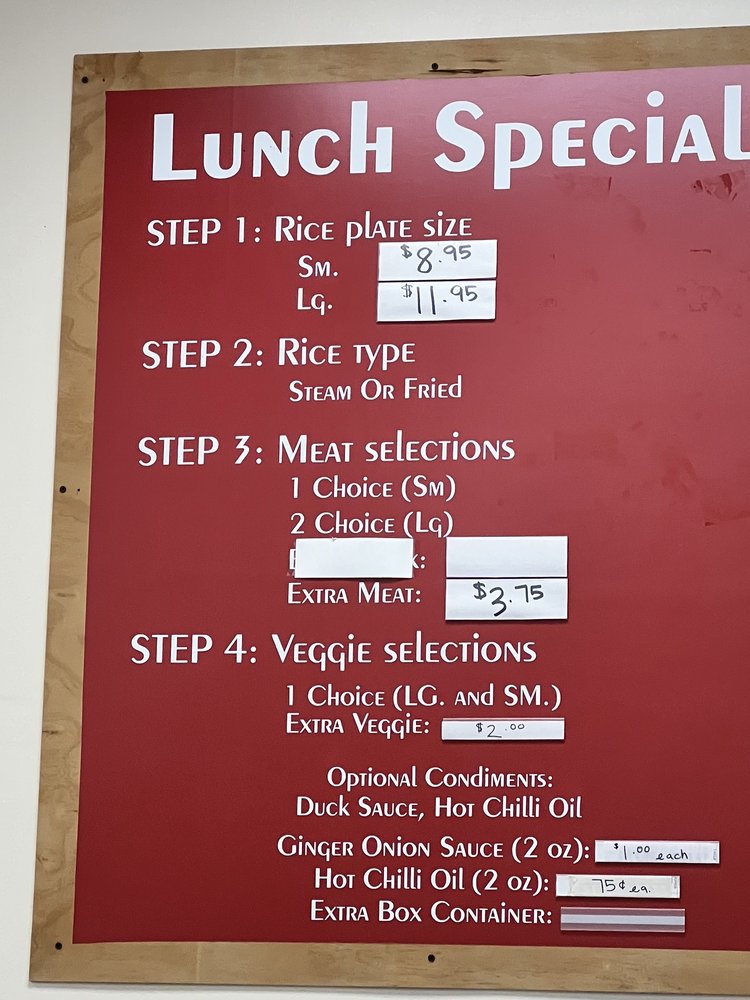 Lunch Special
STEP 1: Rice plate size
Sm. $8.95
Lg. $11.95
STEP 2: Rice type
Steam Or Fried
STEP 3: Meat selections
1 Choice (Sm)
2 Choice (Lg)
Extra Meat: $3.75
STEP 4: Veggie selections
1 Choice (LG. and SM.)
Extra Veggie: $2.00
Optional Condiments:
Duck Sauce, Hot Chilli Oil
Ginger Onion Sauce (2 oz): $1.00 each
Hot Chilli Oil (2 oz): 75¢ ea.
Extra Box Container: